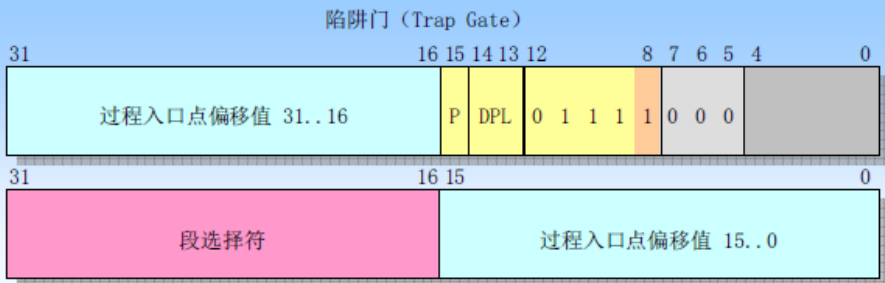 陷阱门（Trap Gate）
31 16 15 14 13 12 8 7 6 5 4 0
过程入口点偏移值 31..16 P DPL 0 1 1 1 1 0 0 0
31 16 15 0
段选择符 过程入口点偏移值 15..0